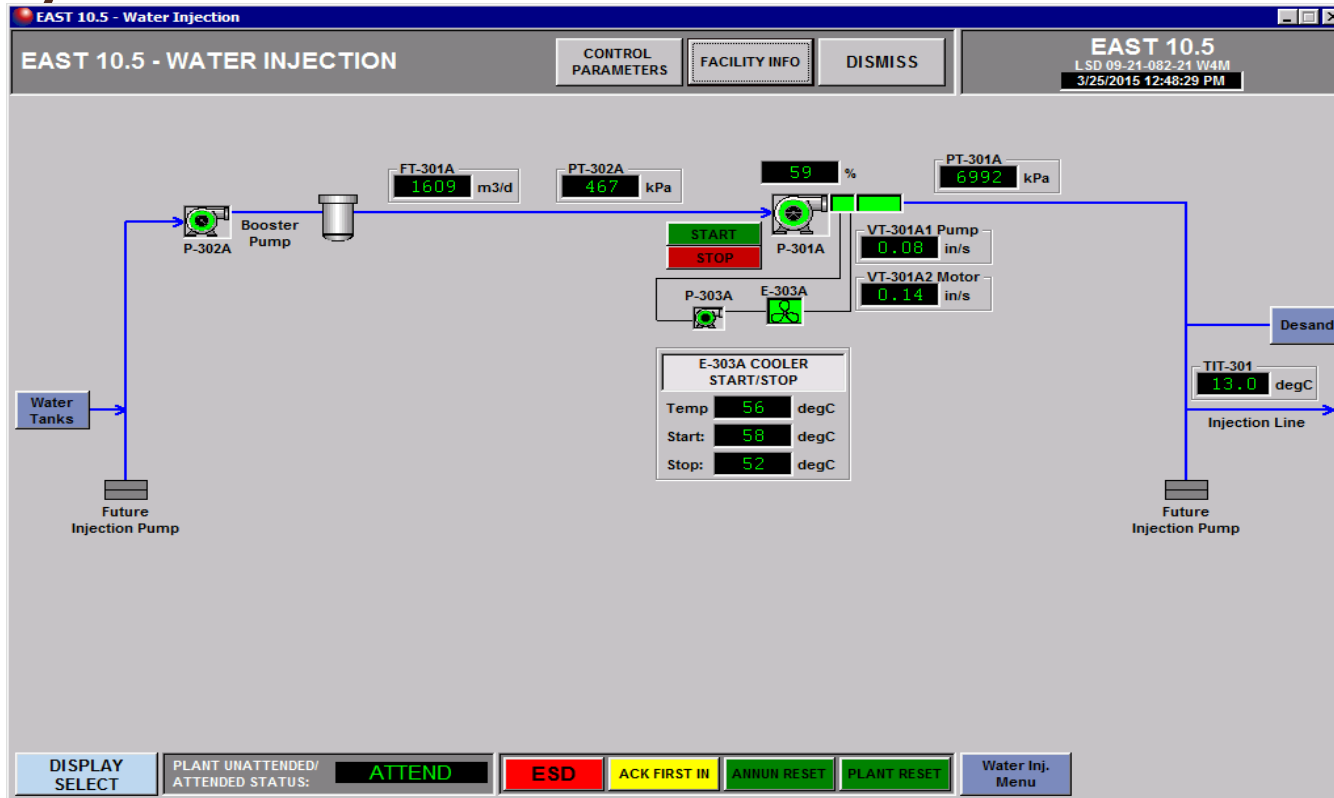 EAST 10.5 - Water Injection
EAST 10.5 - WATER INJECTION
CONTROL
PARAMETERS
FACILITY INFO
DISMISS
EAST 10.5
LSD 09-21-082-21 W4M
3/25/2015 12:48:29 PM
FT-301A
1609 m3/d
PT-302A
467 kPa
59 %
PT-301A
6992 kPa
P-302A
Booster
Pump
START
STOP
P-301A
VT-301A1 Pump
0.08 in/s
VT-301A2 Motor
0.14 in/s
P-303A
E-303A
Desand
E-303A COOLER
START/STOP
Temp 56 degC
Start: 58 degC
Stop: 52 degC
TIT-301
13.0 degC
Injection Line
Water
Tanks
Future
Injection Pump
Future
Injection Pump
DISPLAY
SELECT
PLANT UNATTENDED/
ATTENDED STATUS:
ATTEND
ESD
ACK FIRST IN
ANNUN RESET
PLANT RESET
Water Inj.
Menu